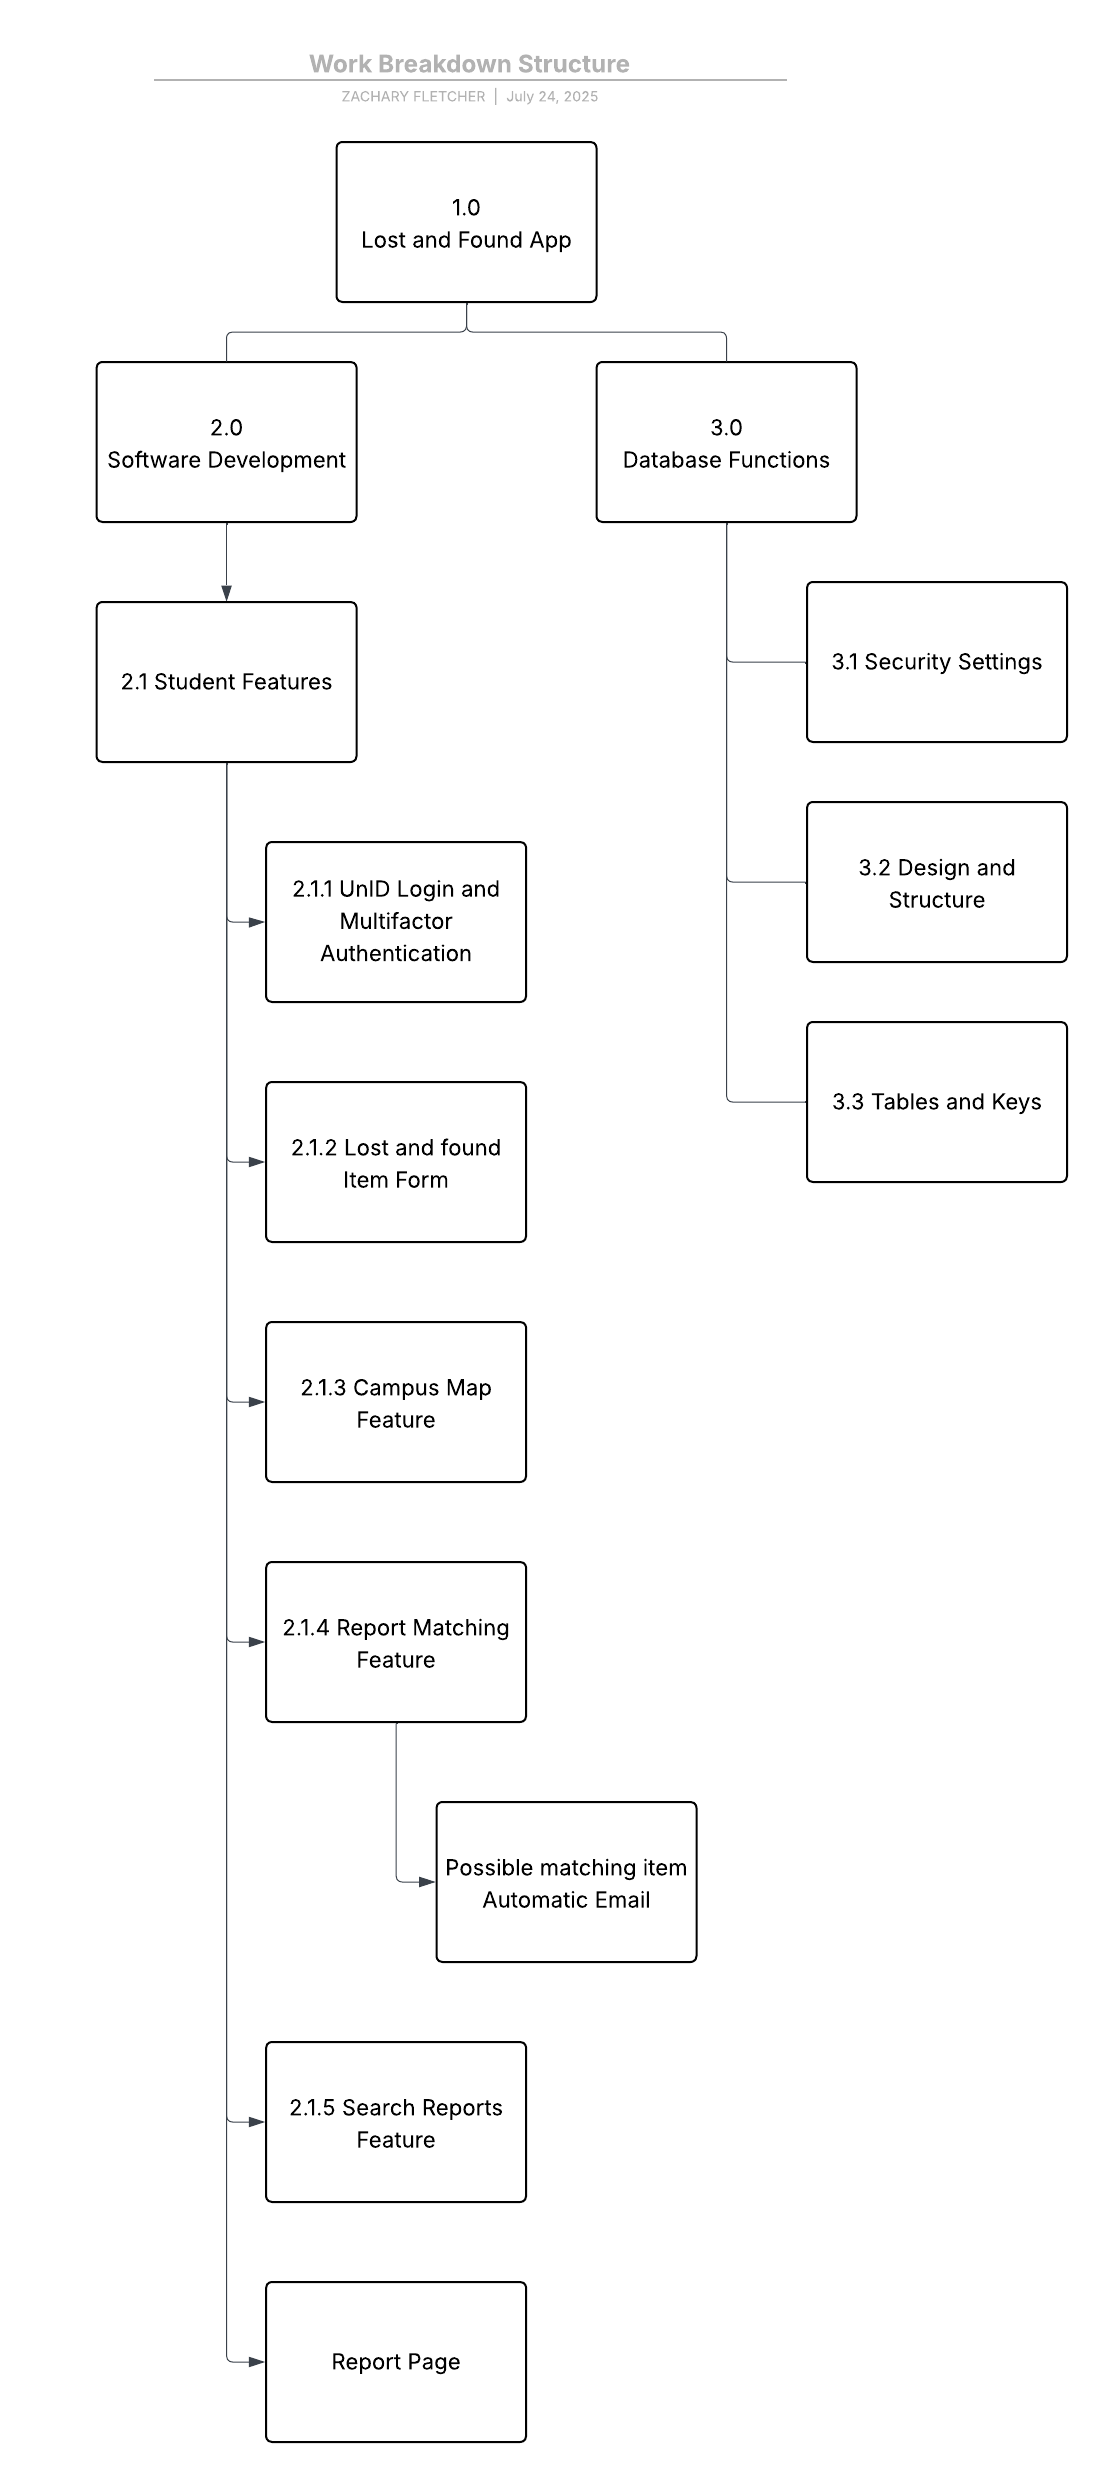 Work Breakdown Structure
ZACHARY FLETCHER | July 24, 2025
1.0
Lost and Found App
2.0
Software Development
3.0
Database Functions
2.1 Student Features
3.1 Security Settings
2.1.1 UnID Login and
Multifactor
Authentication
3.2 Design and
Structure
2.1.2 Lost and found
Item Form
3.3 Tables and Keys
2.1.3 Campus Map
Feature
2.1.4 Report Matching
Feature
Possible matching item
Automatic Email
2.1.5 Search Reports
Feature
Report Page